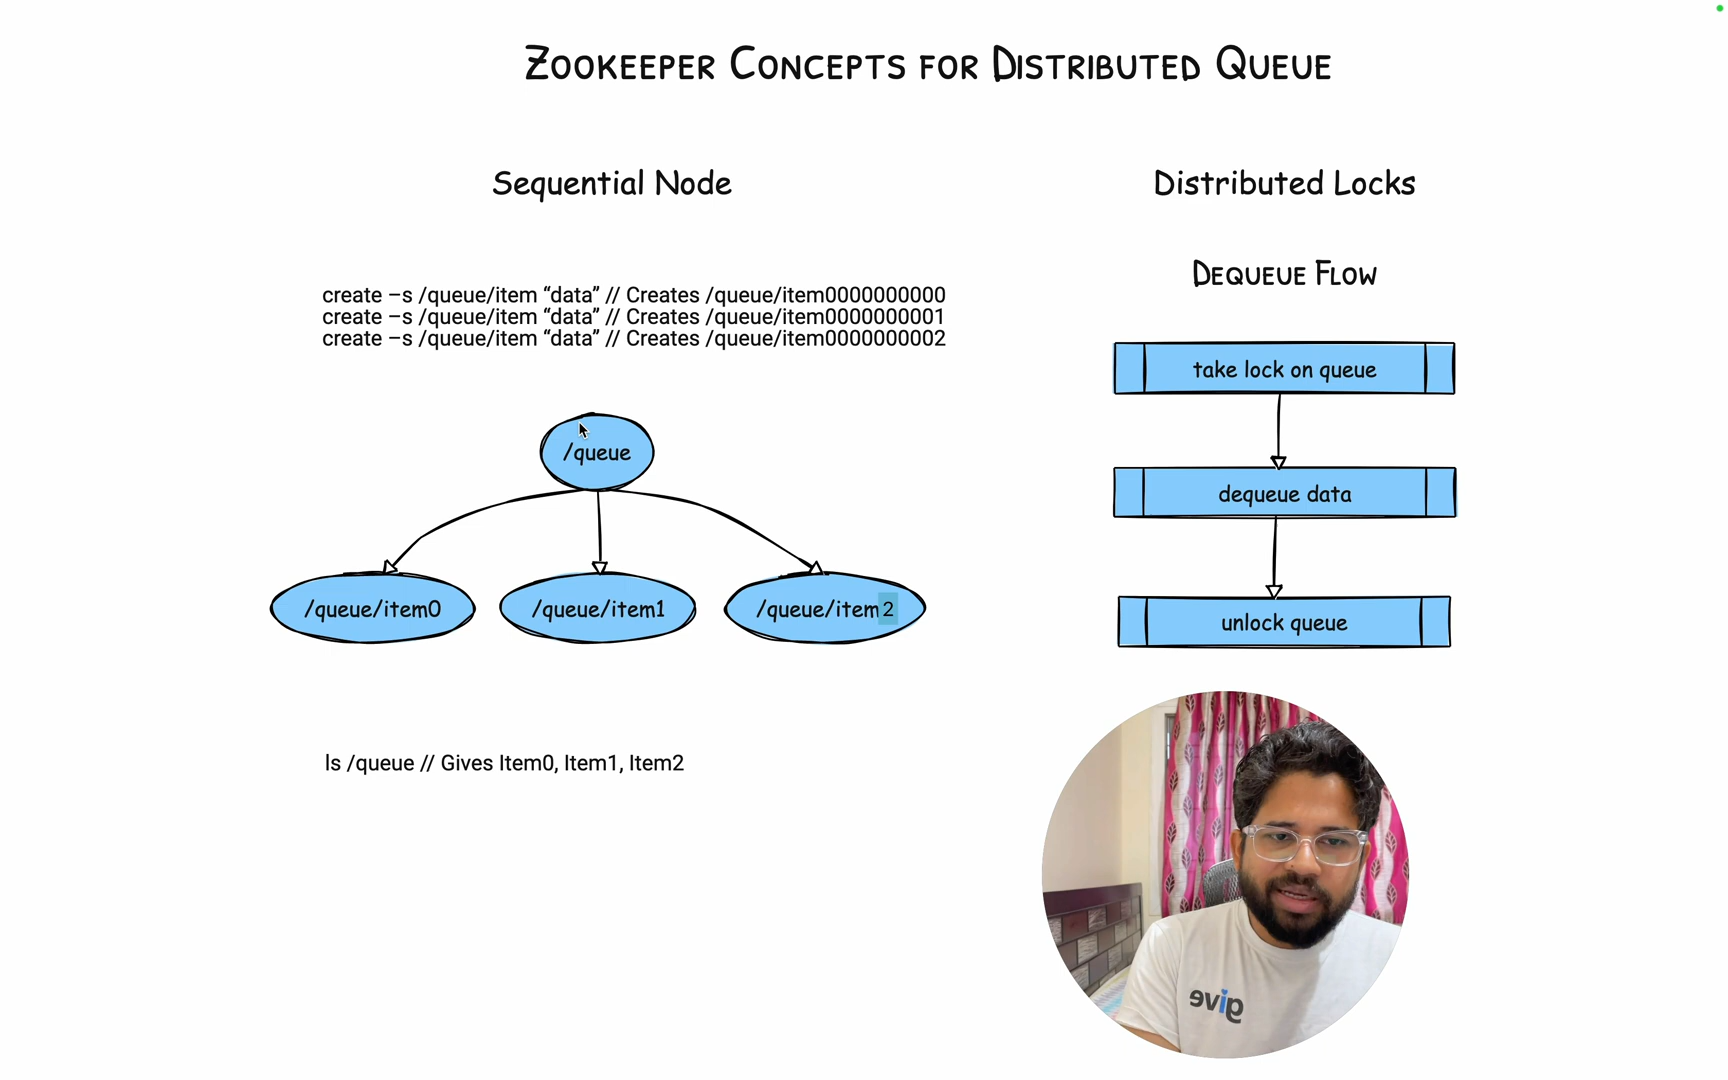 ZOOKEEPER CONCEPTS FOR DISTRIBUTED QUEUE
Sequential Node
create –s /queue/item “data” // Creates /queue/item0000000000
create –s /queue/item “data” // Creates /queue/item0000000001
create –s /queue/item “data” // Creates /queue/item0000000002
/queue
/queue/item0
/queue/item1
/queue/item2
ls /queue // Gives Item0, Item1, Item2
Distributed Locks
DEQUEUE FLOW
take lock on queue
dequeue data
unlock queue
give